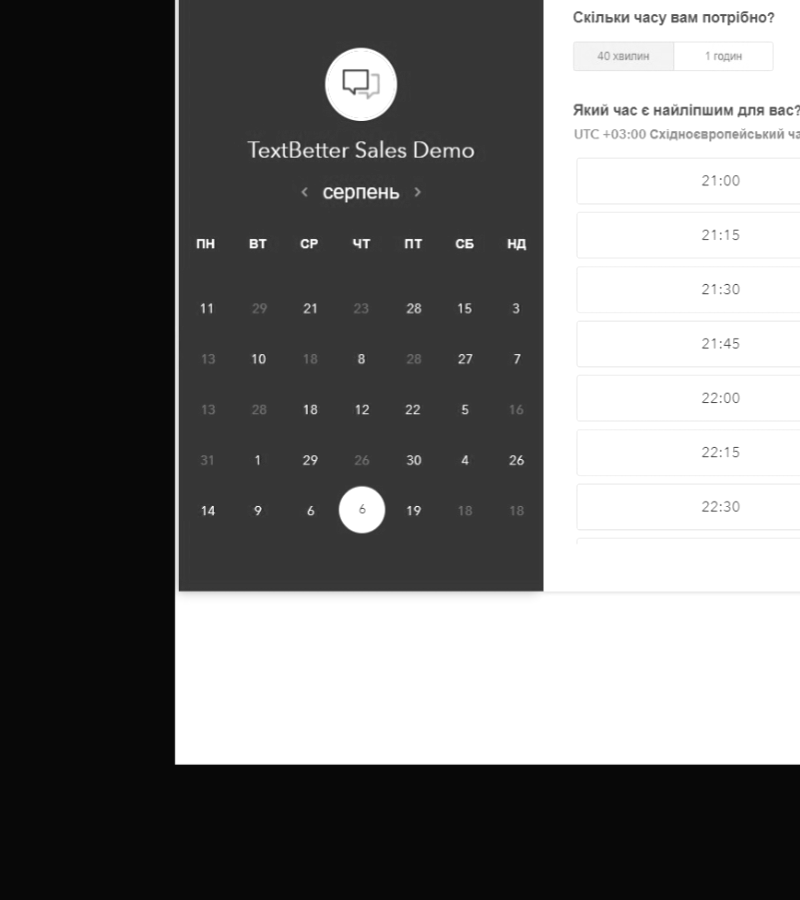 TextBetter Sales Demo
серпень
ПН ВТ СР ЧТ ПТ СБ НД
11 29 21 23 28 15 3
13 10 18 8 28 27 7
13 28 18 12 22 5 16
31 1 29 26 30 4 26
14 9 6 6 19 18 18
Скільки часу вам потрібно?
40 хвилин 1 годин
Який час є найліпшим для вас?
UTC +03:00 Східноєвропейський
21:00
21:15
21:30
21:45
22:00
22:15
22:30